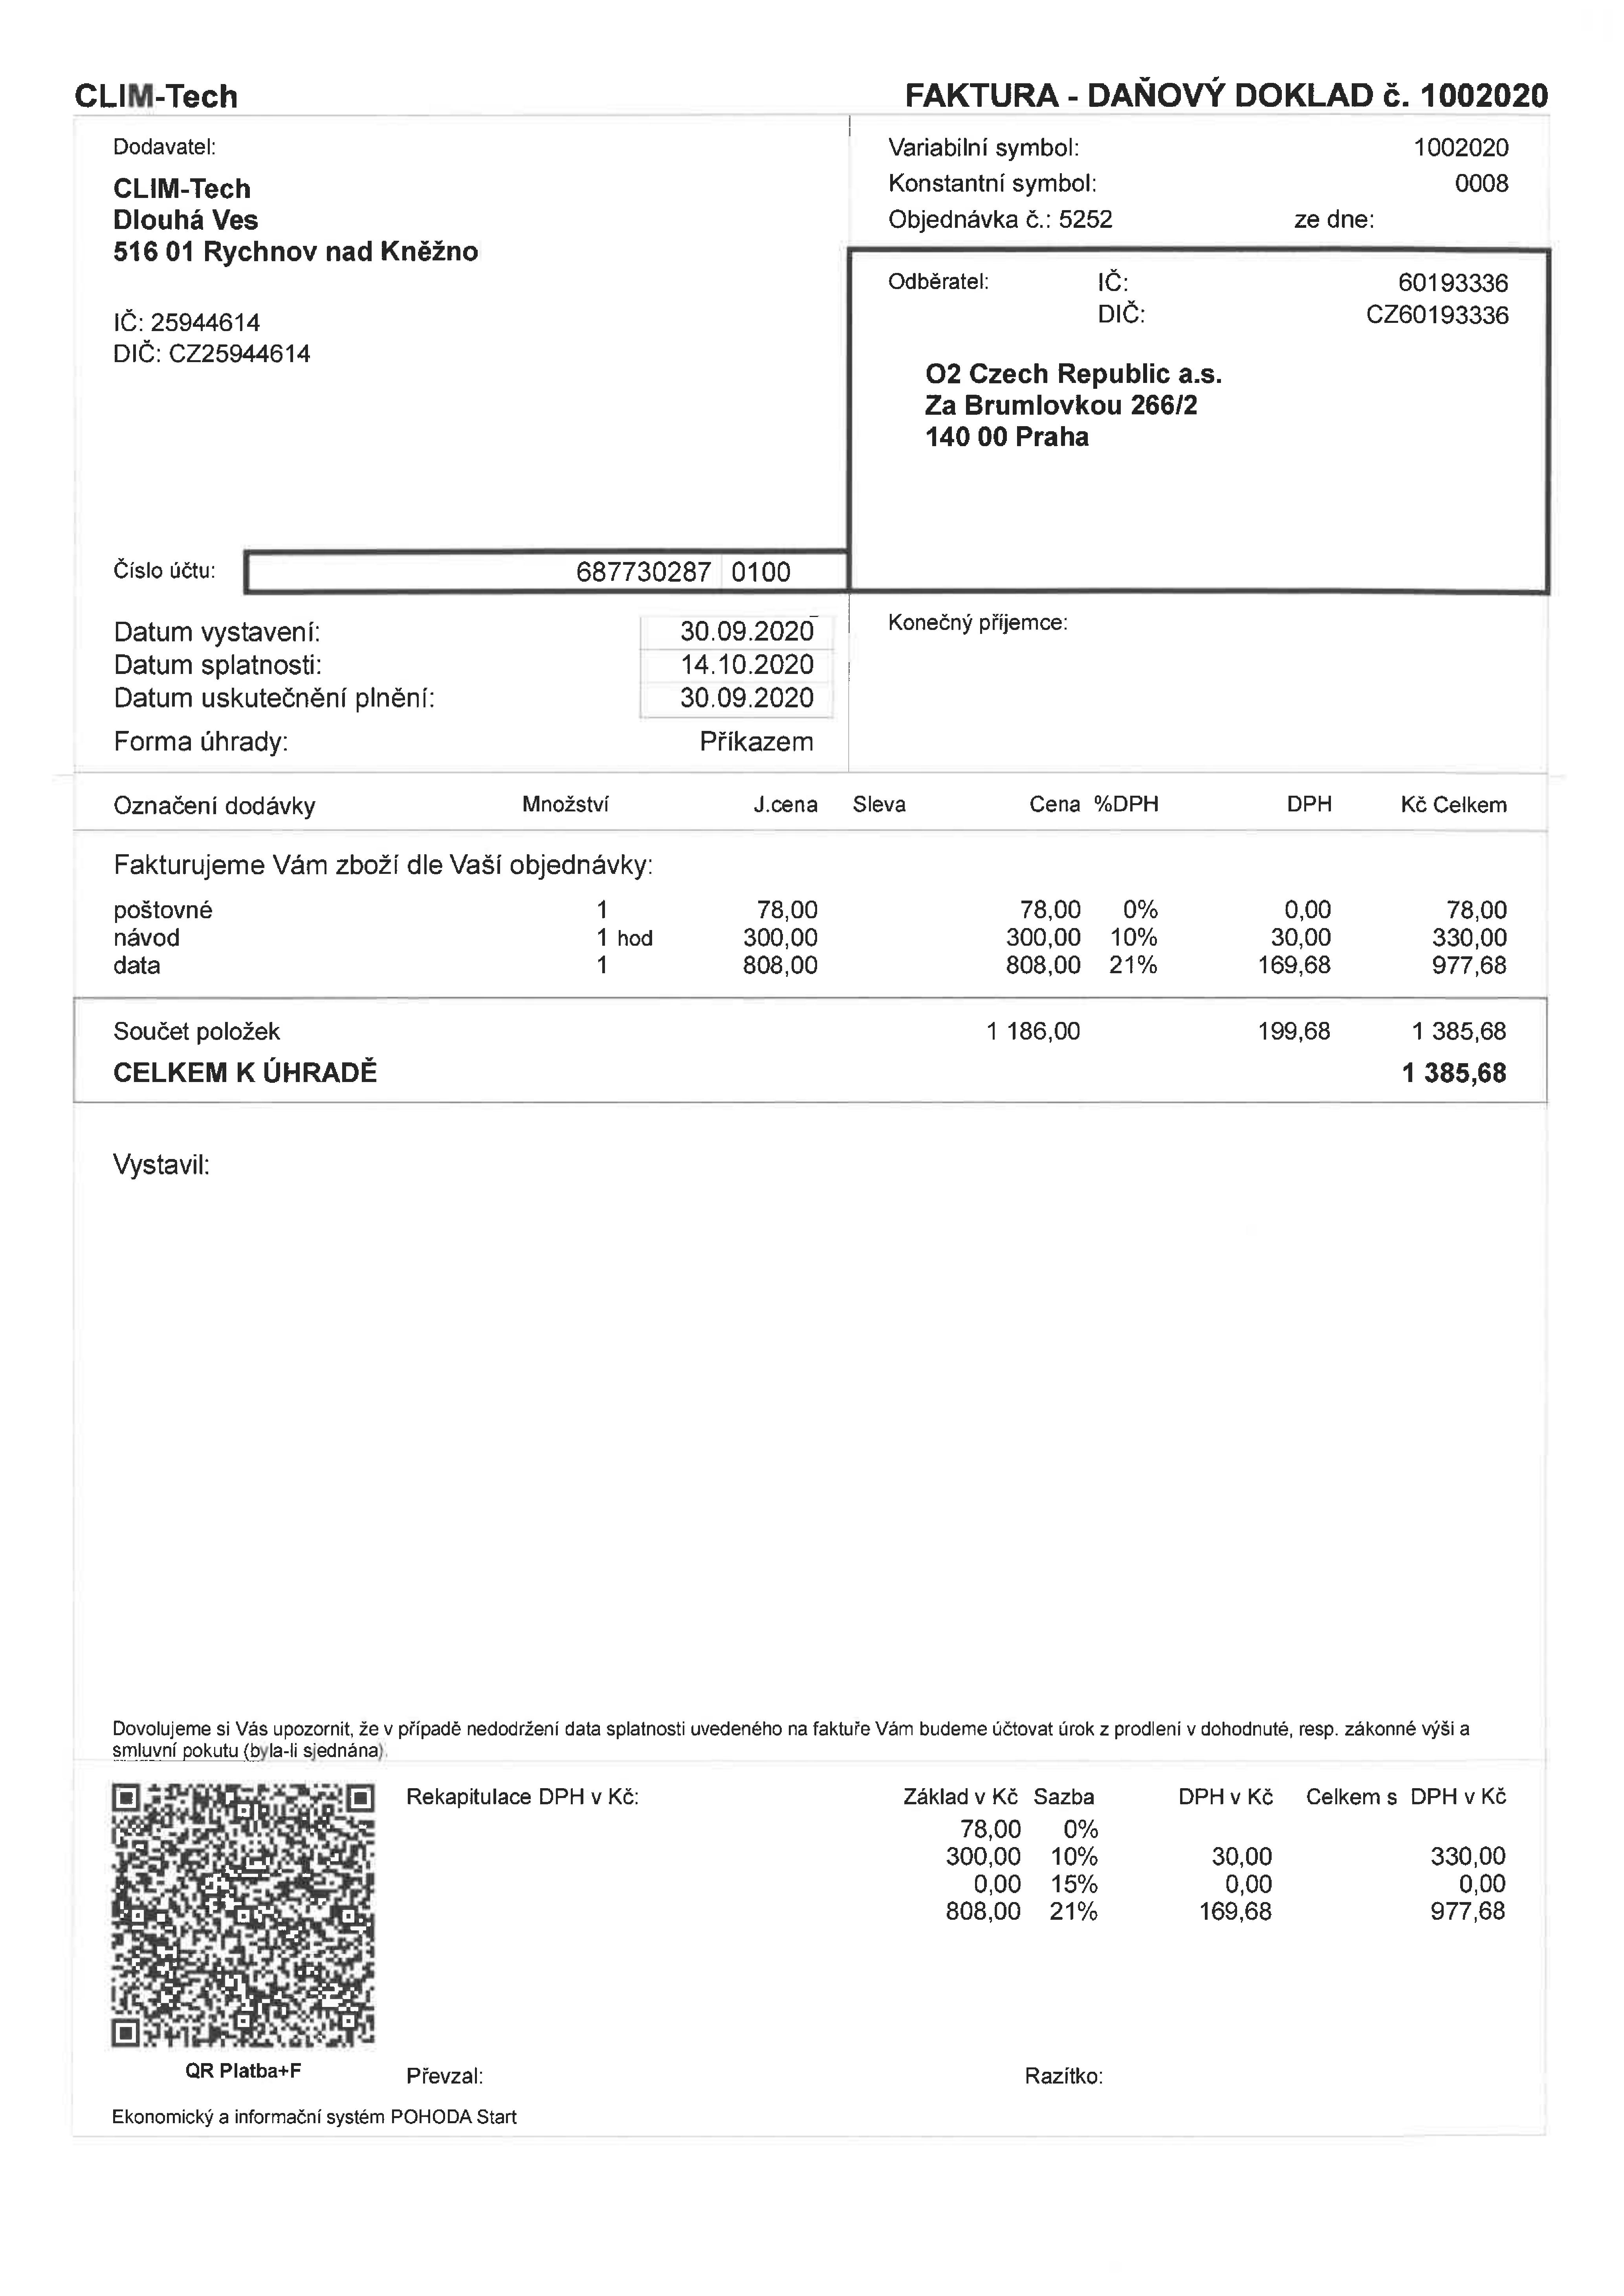 CLIM-Tech
FAKTURA - DAŇOVÝ DOKLAD č. 1002020
Dodavatel:
CLIM-Tech
Dlouhá Ves
516 01 Rychnov nad Kněžno
IČ: 25944614
DIČ: CZ25944614
Variabilní symbol: 1002020
Konstantní symbol: 0008
Objednávka č.: 5252 ze dne:
Odběratel: IČ: 60193336
DIČ: CZ60193336
O2 Czech Republic a.s.
Za Brumlovkou 266/2
140 00 Praha
Číslo účtu: 687730287 0100
Datum vystavení: 30.09.2020
Datum splatnosti: 14.10.2020
Datum uskutečnění plnění: 30.09.2020
Forma úhrady: Příkazem
Konečný příjemce:
Označení dodávky Množství J.cena Sleva Cena %DPH DPH Kč Celkem
Fakturujeme Vám zboží dle Vaší objednávky:
poštovné 1 78,00 78,00 0% 0,00 78,00
návod 1 hod 300,00 300,00 10% 30,00 330,00
data 1 808,00 808,00 21% 169,68 977,68
Součet položek 1 186,00 199,68 1 385,68
CELKEM K ÚHRADĚ 1 385,68
Vystavil:
Dovolujeme si Vás upozornit, že v případě nedodržení data splatnosti uvedeného na faktuře Vám budeme účtovat úrok z prodlení v dohodnuté, resp. zákonné výši a
smluvní pokutu (byla-li sjednána).
Rekapitulace DPH v Kč: Základ v Kč Sazba DPH v Kč Celkem s DPH v Kč
78,00 0%
300,00 10% 30,00 330,00
0,00 15% 0,00 0,00
808,00 21% 169,68 977,68
QR Platba+F
Převzal: Razítko:
Ekonomický a informační systém POHODA Start